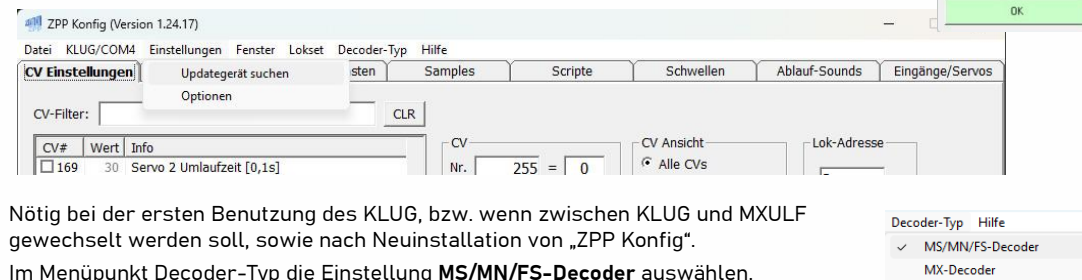 OK
ZPP Konfig (Version 1.24.17)
Datei KLUG/COM4 Einstellungen Fenster Lokset Decoder-Typ Hilfe
CV Einstellungen sten Samples Scripte Schwellen Ablauf-Sounds Eingänge/Servos
Updategerät suchen
Optionen
CV-Filter: CLR
CV# Wert Info
169 30 Servo 2 Umlaufzeit [0,1s]
CV
Nr. 255 = 0
CV Ansicht
Alle CVs
Lok-Adresse
Nötig bei der ersten Benutzung des KLUG, bzw. wenn zwischen KLUG und MXULF
gewechselt werden soll, sowie nach Neuinstallation von „ZPP Konfig“.
Im Menüpunkt Decoder-Typ die Einstellung MS/MN/FS-Decoder auswählen.
Decoder-Typ Hilfe
✓ MS/MN/FS-Decoder
MX-Decoder